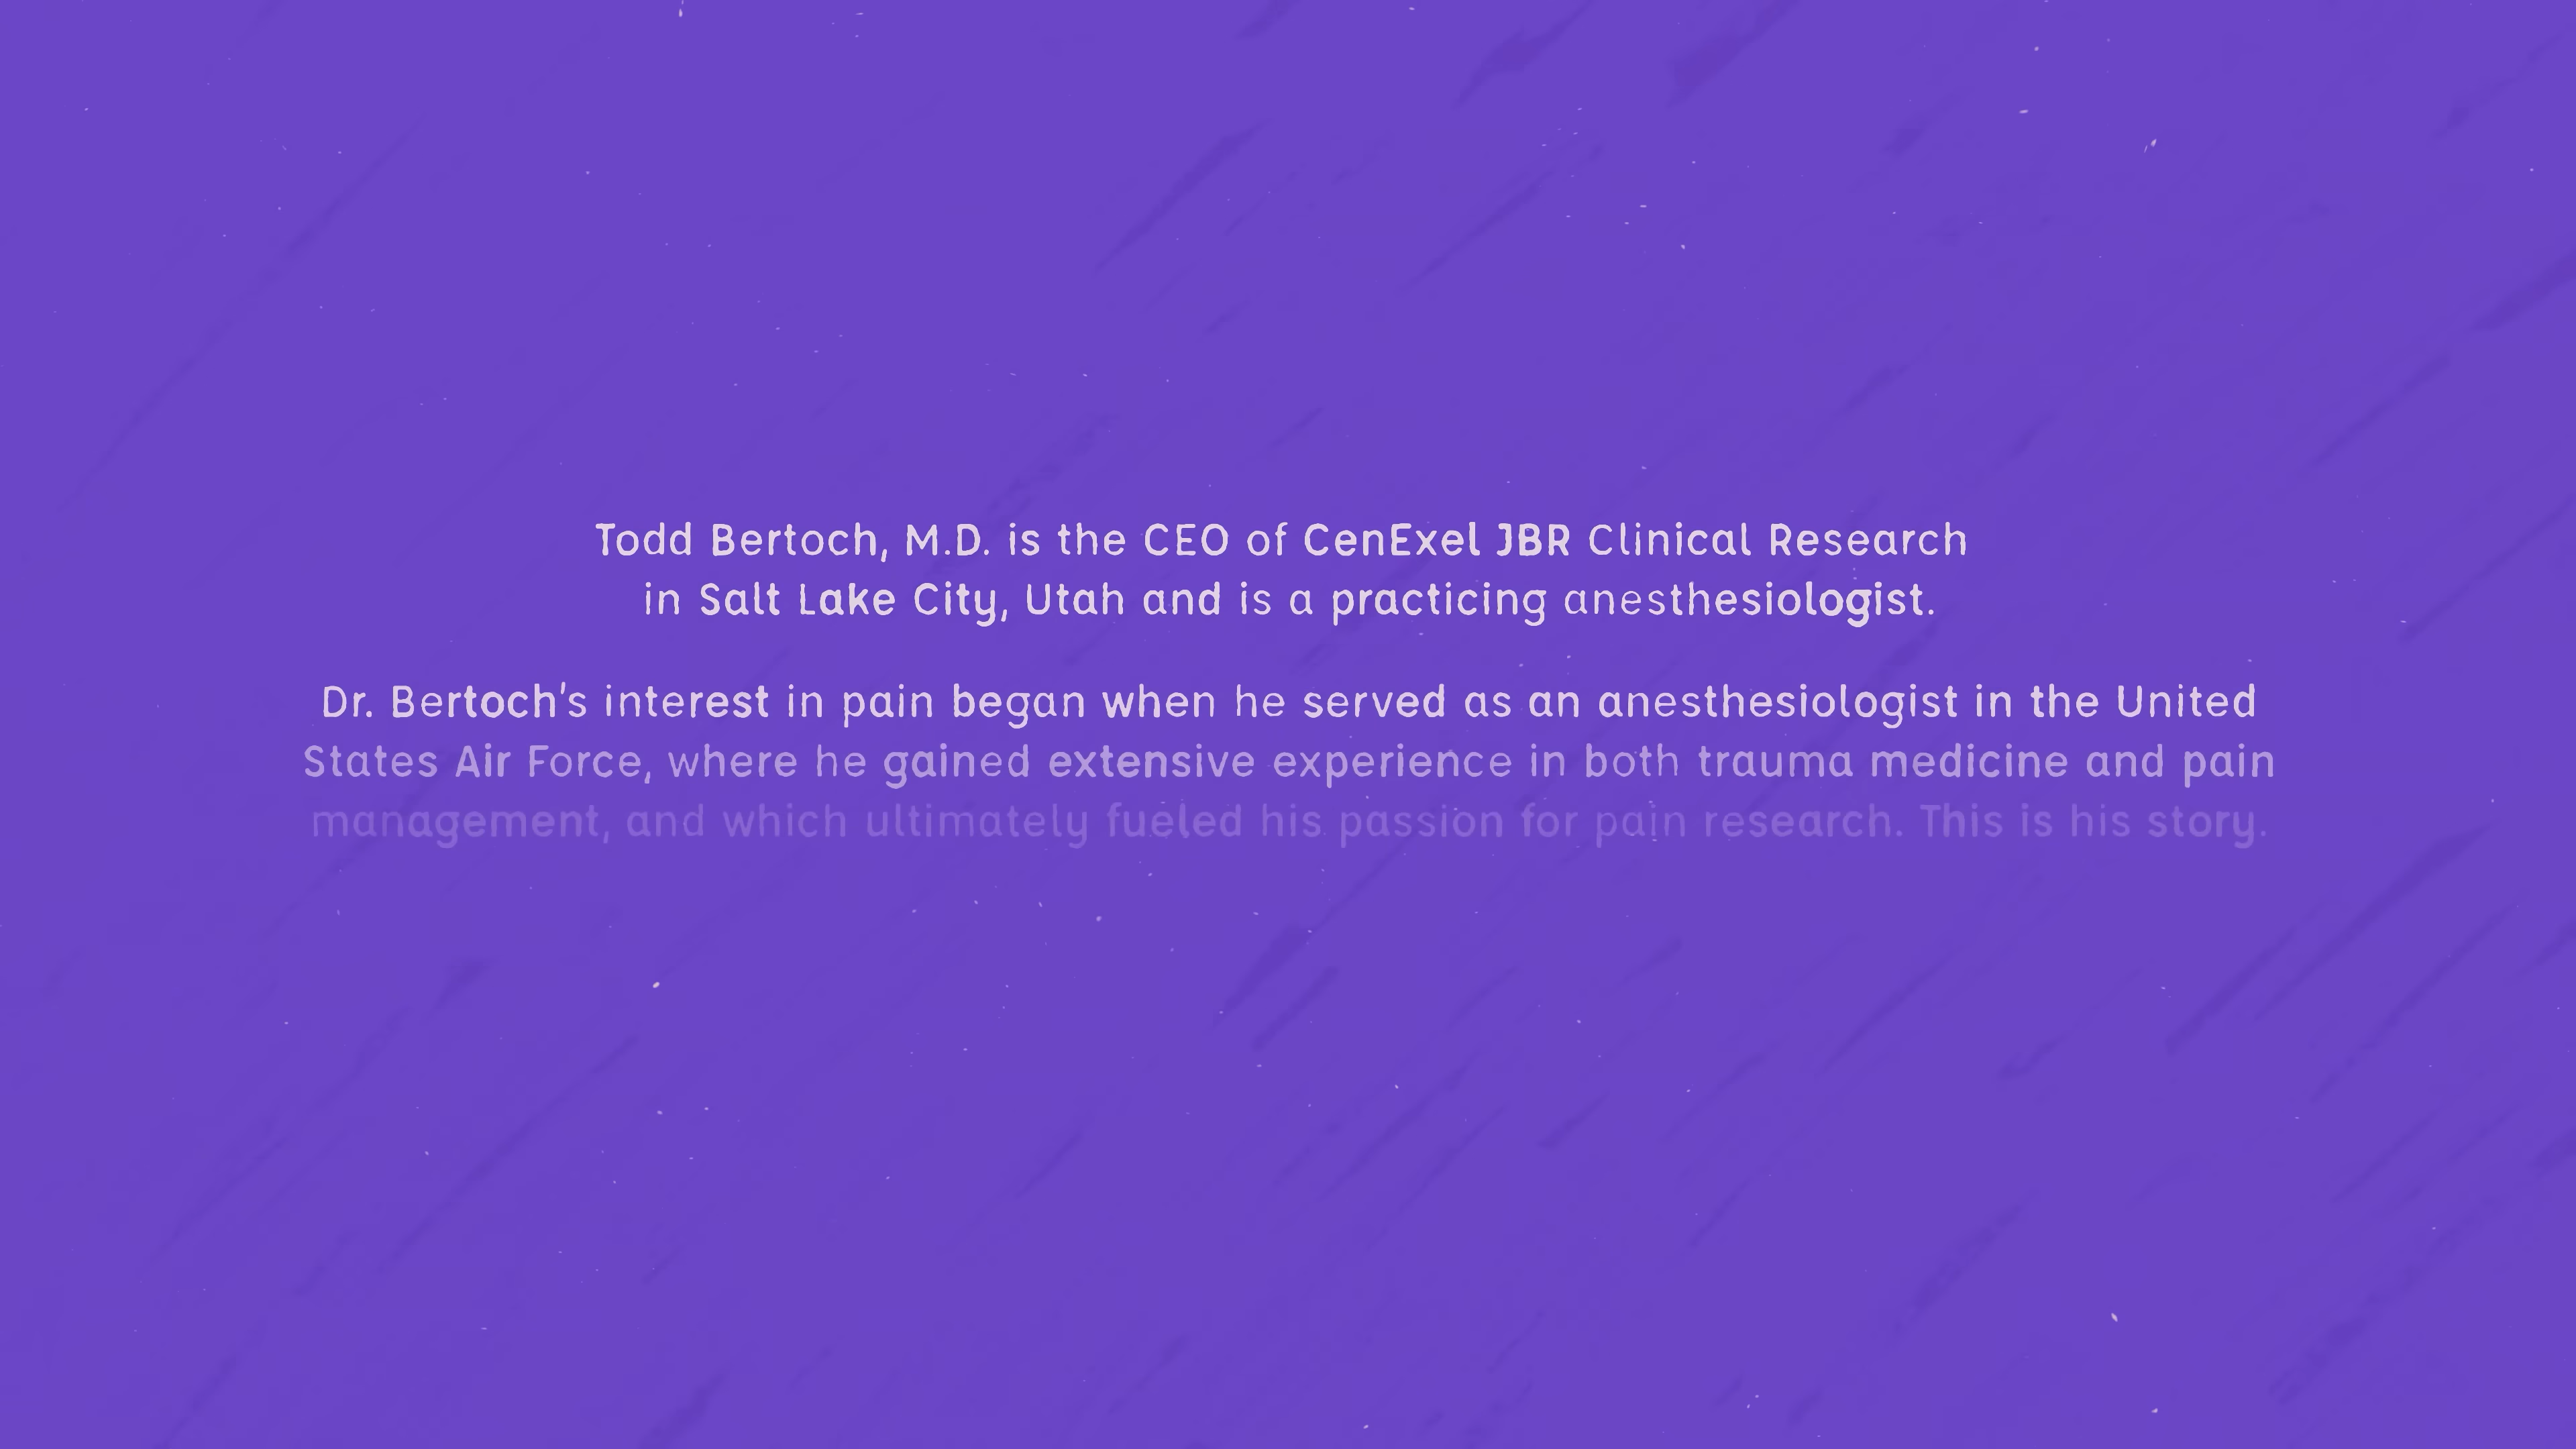 Todd Bertoch, M.D. is the CEO of CenExel JBR Clinical Research
in Salt Lake City, Utah and is a practicing anesthesiologist.
Dr. Bertoch's interest in pain began when he served as an anesthesiologist in the United
States Air Force, where he gained extensive experience in both trauma medicine and pain
management, and which ultimately fueled his passion for pain research. This is his story.